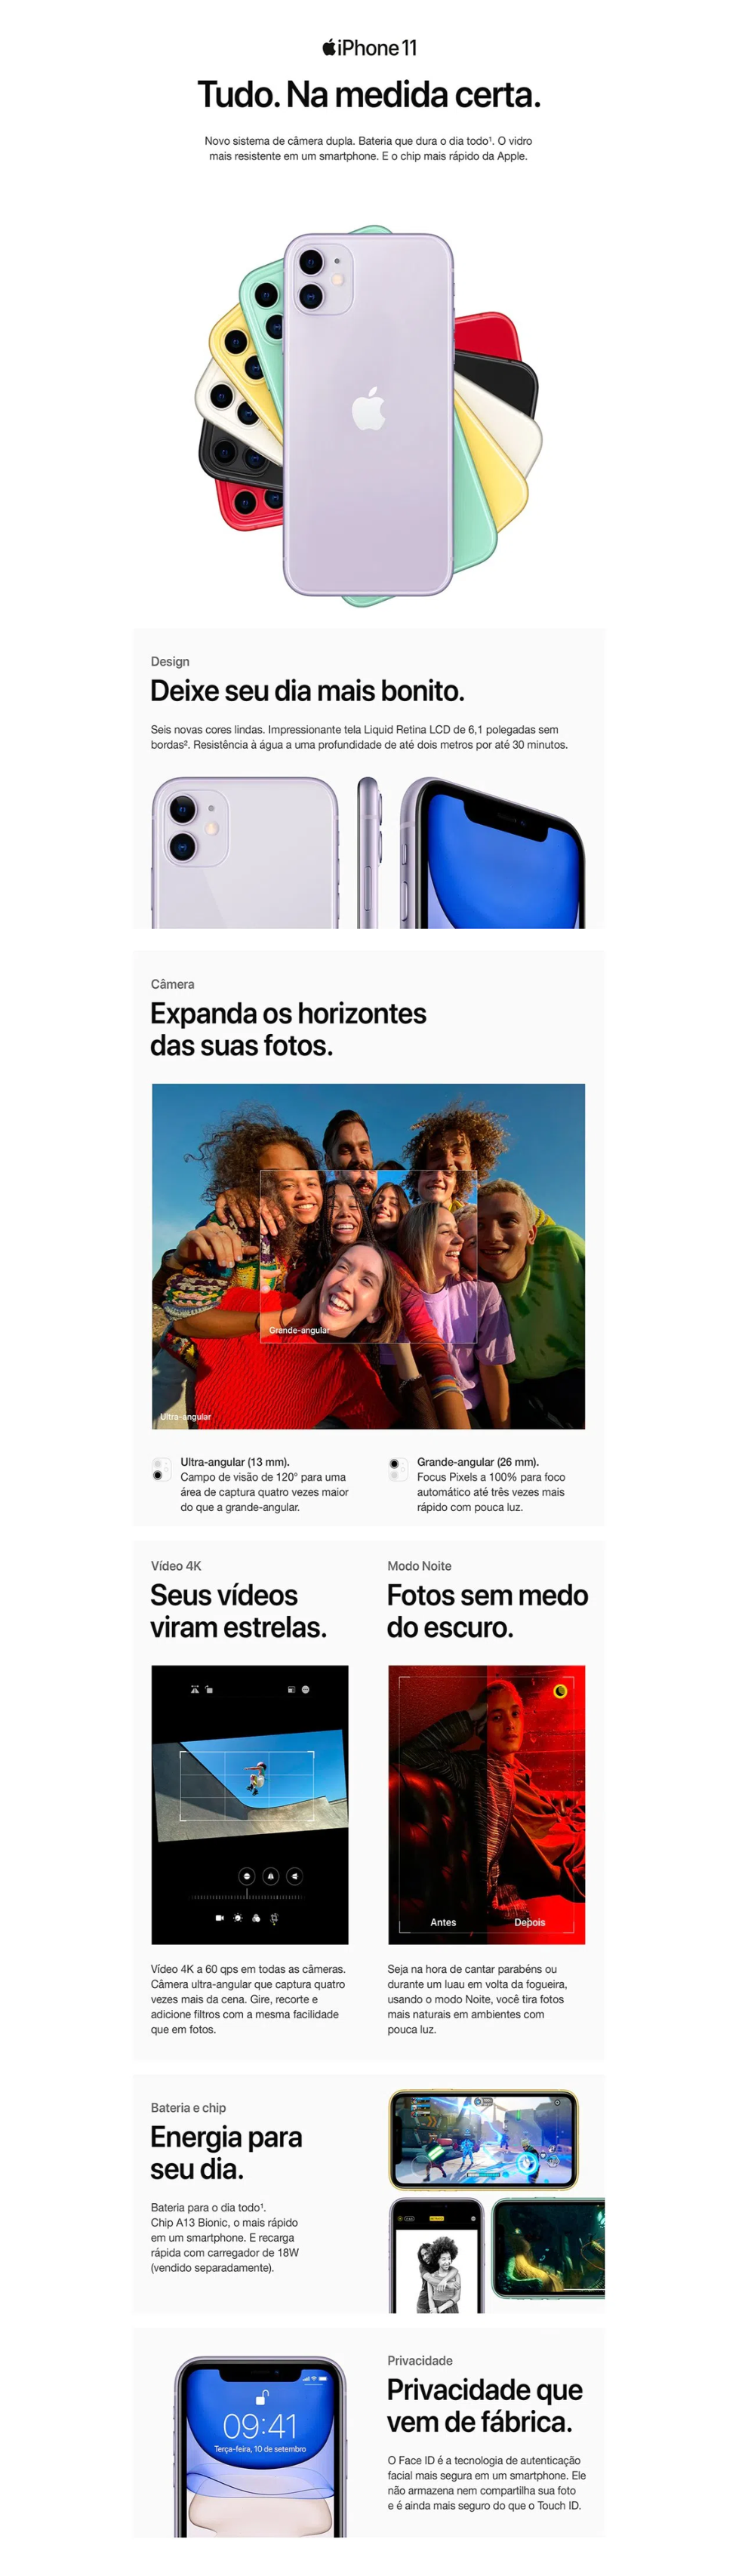 iPhone 11
Tudo. Na medida certa.
Novo sistema de câmera dupla. Bateria que dura o dia todo¹. O vidro
mais resistente em um smartphone. E o chip mais rápido da Apple.
Design
Deixe seu dia mais bonito.
Seis novas cores lindas. Impressionante tela Liquid Retina LCD de 6,1 polegadas sem
bordas². Resistência à água a uma profundidade de até dois metros por até 30 minutos.
Câmera
Expanda os horizontes
das suas fotos.
Grande-angular
Ultra-angular
Ultra-angular (13 mm).
Campo de visão de 120° para uma
área de captura quatro vezes maior
do que a grande-angular.
Grande-angular (26 mm).
Focus Pixels a 100% para foco
automático até três vezes mais
rápido com pouca luz.
Vídeo 4K
Seus vídeos
viram estrelas.
Vídeo 4K a 60 qps em todas as câmeras.
Câmera ultra-angular que captura quatro
vezes mais da cena. Gire, recorte e
adicione filtros com a mesma facilidade
que em fotos.
Modo Noite
Fotos sem medo
do escuro.
Antes
Depois
Seja na hora de cantar parabéns ou
durante um luau em volta da fogueira,
usando o modo Noite, você tira fotos
mais naturais em ambientes com
pouca luz.
Bateria e chip
Energia para
seu dia.
Bateria para o dia todo¹.
Chip A13 Bionic, o mais rápido
em um smartphone. E recarga
rápida com carregador de 18W
(vendido separadamente).
09:41
Terça-feira, 10 de setembro
Privacidade
Privacidade que
vem de fábrica.
O Face ID é a tecnologia de autenticação
facial mais segura em um smartphone. Ele
não armazena nem compartilha sua foto
e é ainda mais seguro do que o Touch ID.